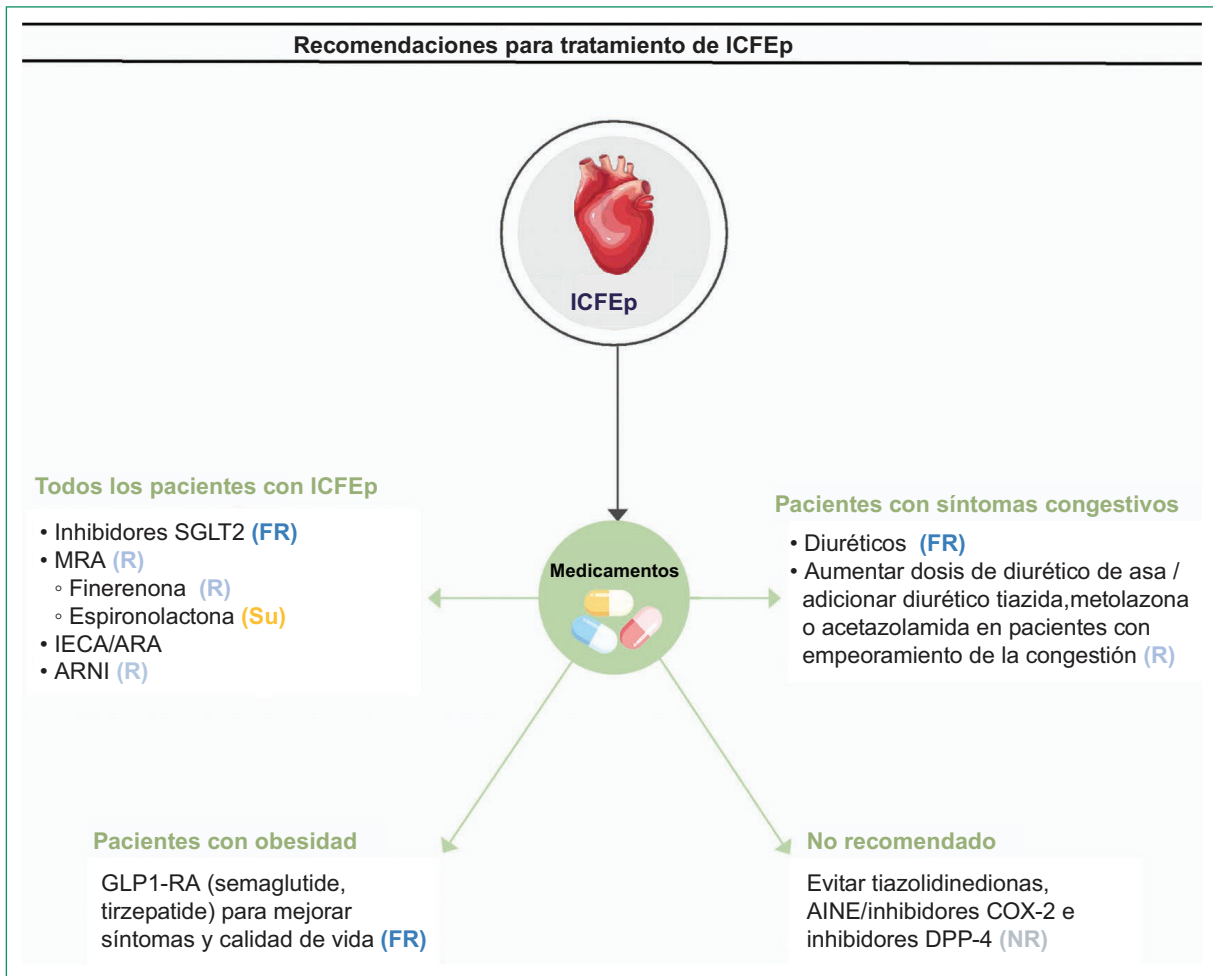 Recomendaciones para tratamiento de ICFEp
ICFEp
Todos los pacientes con ICFEp
• Inhibidores SGLT2 (FR)
• MRA (R)
◦ Finerenona (R)
◦ Espironolactona (Su)
• IECA/ARA
• ARNI (R)
Medicamentos
Pacientes con síntomas congestivos
• Diuréticos (FR)
• Aumentar dosis de diurético de asa /
adicionar diurético tiazida,metolazona
o acetazolamida en pacientes con
empeoramiento de la congestión (R)
Pacientes con obesidad
GLP1-RA (semaglutide,
tirzepatide) para mejorar
síntomas y calidad de vida (FR)
No recomendado
Evitar tiazolidinedionas,
AINE/inhibidores COX-2 e
inhibidores DPP-4 (NR)